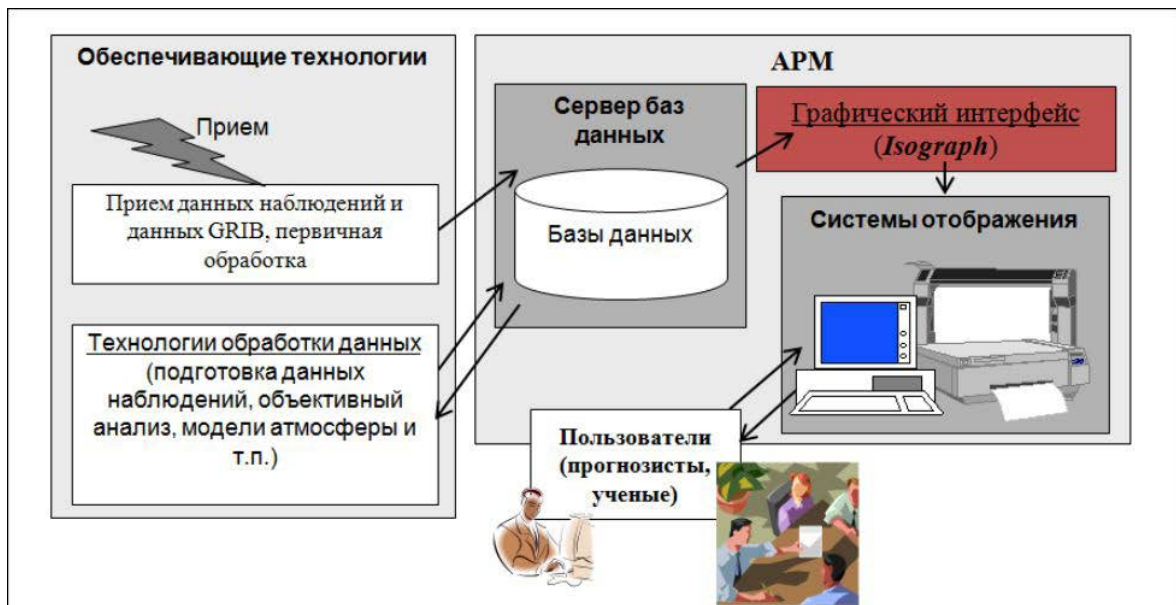 Обеспечивающие технологии
Прием
Прием данных наблюдений и
данных GRIB, первичная
обработка
Технологии обработки данных
(подготовка данных
наблюдений, объективный
анализ, модели атмосферы и
т.п.)
АРМ
Сервер баз
данных
Базы данных
Графический интерфейс
(Isograph)
Системы отображения
Пользователи
(прогнозисты,
ученые)